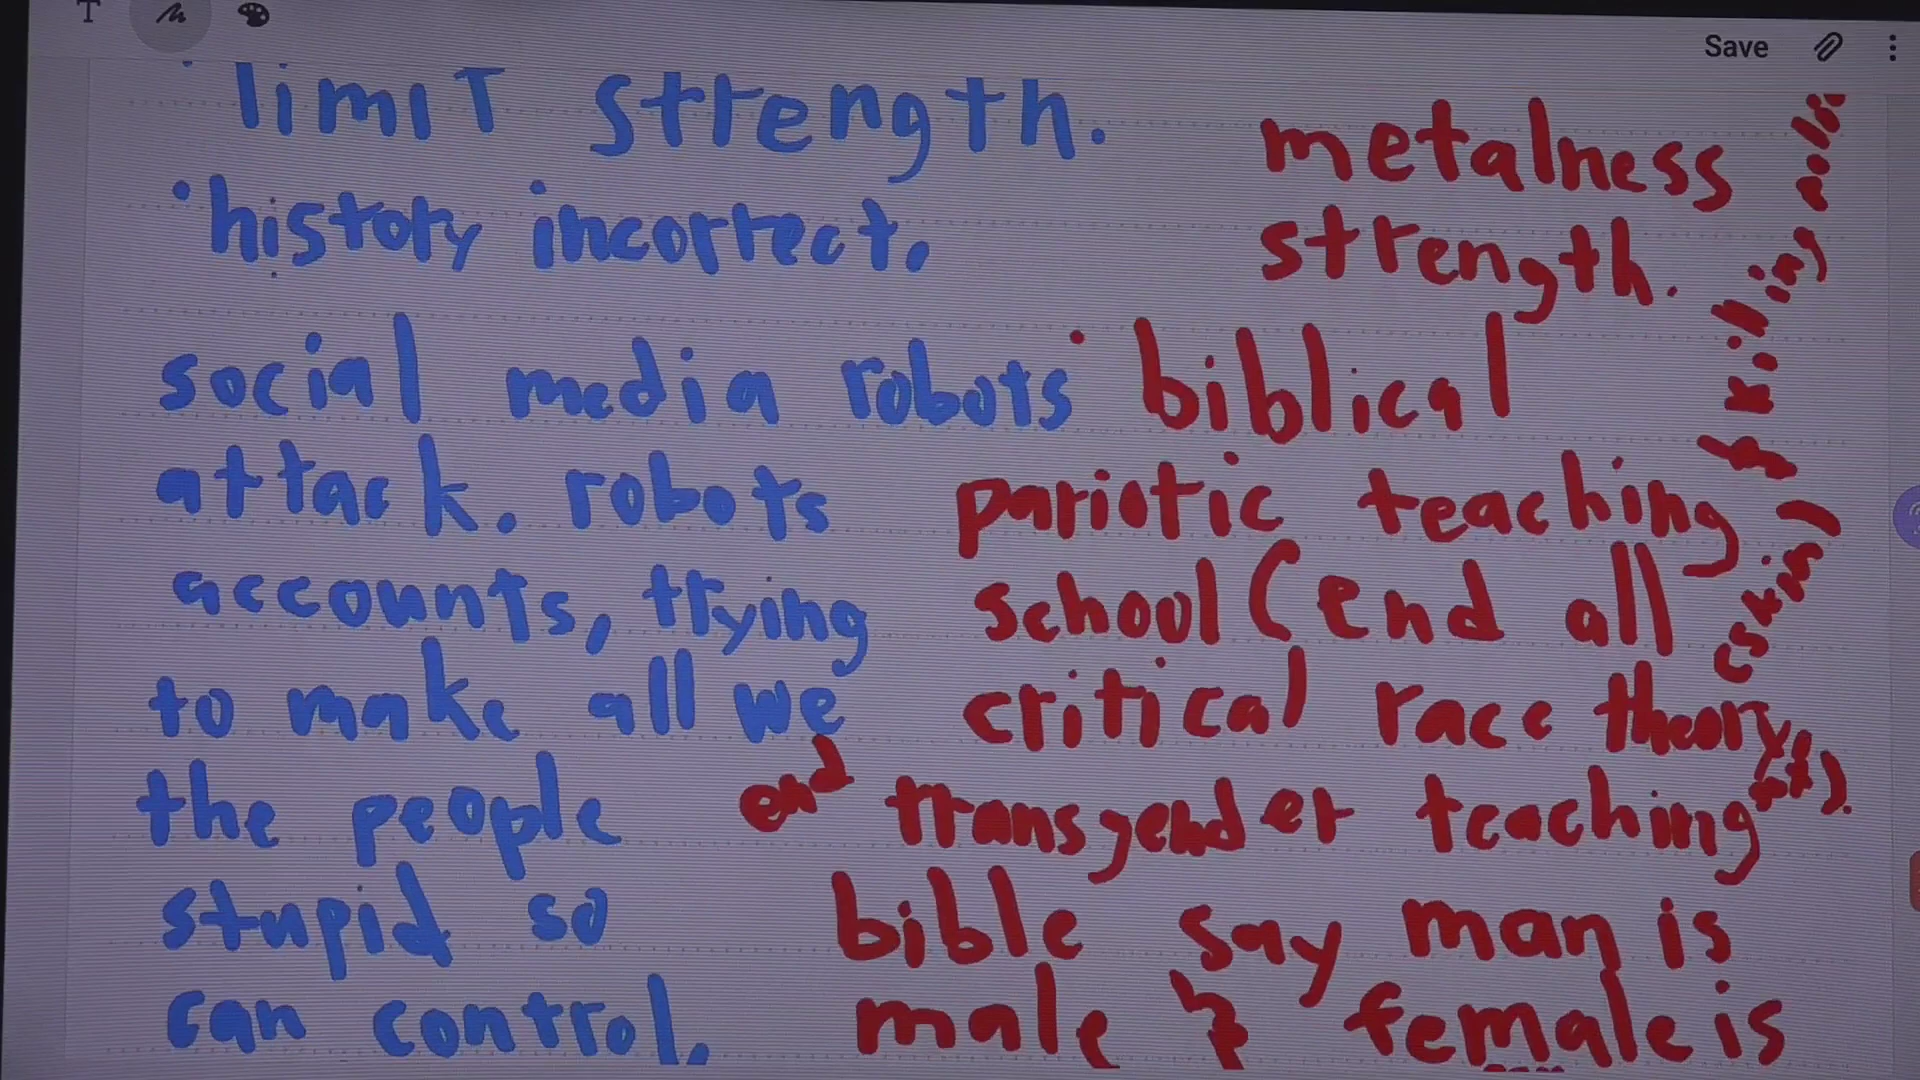 T
Save
limit strength.
history incorrect.
social media robots
attack. robots
accounts, trying
to make all we
the people
stupid so
can control.
metalness
strength.
biblical
pariotic teaching
school (end all
critical race theory
end transgender teaching
bible say man is
male & female is
(skin)